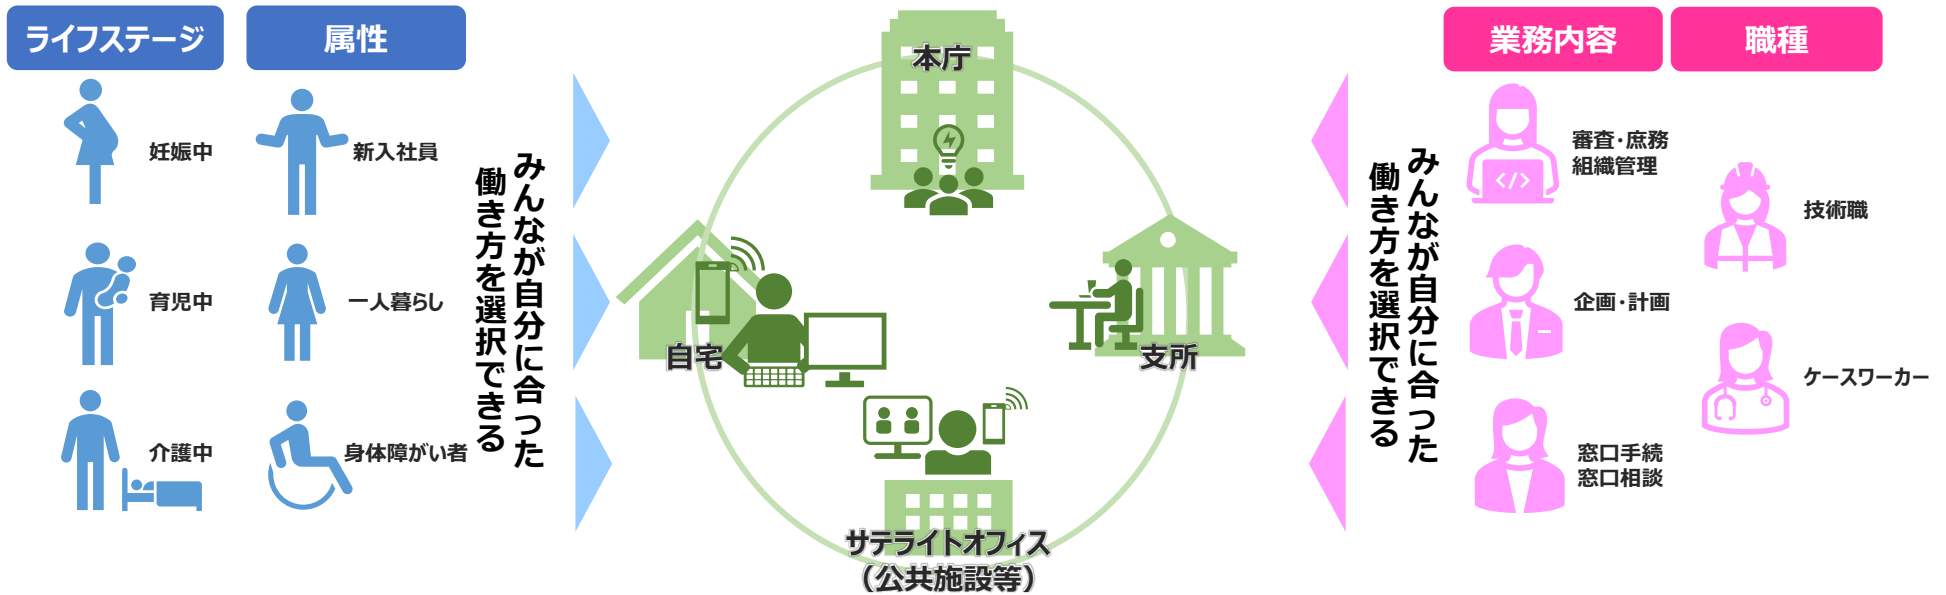 ライフステージ
属性
妊娠中
新入社員
育児中
一人暮らし
介護中
身体障がい者
みんなが自分に合った
働き方を選択できる
本庁
自宅
支所
サテライトオフィス
（公共施設等）
みんなが自分に合った
働き方を選択できる
業務内容
職種
審査・庶務
組織管理
技術職
企画・計画
ケースワーカー
窓口手続
窓口相談